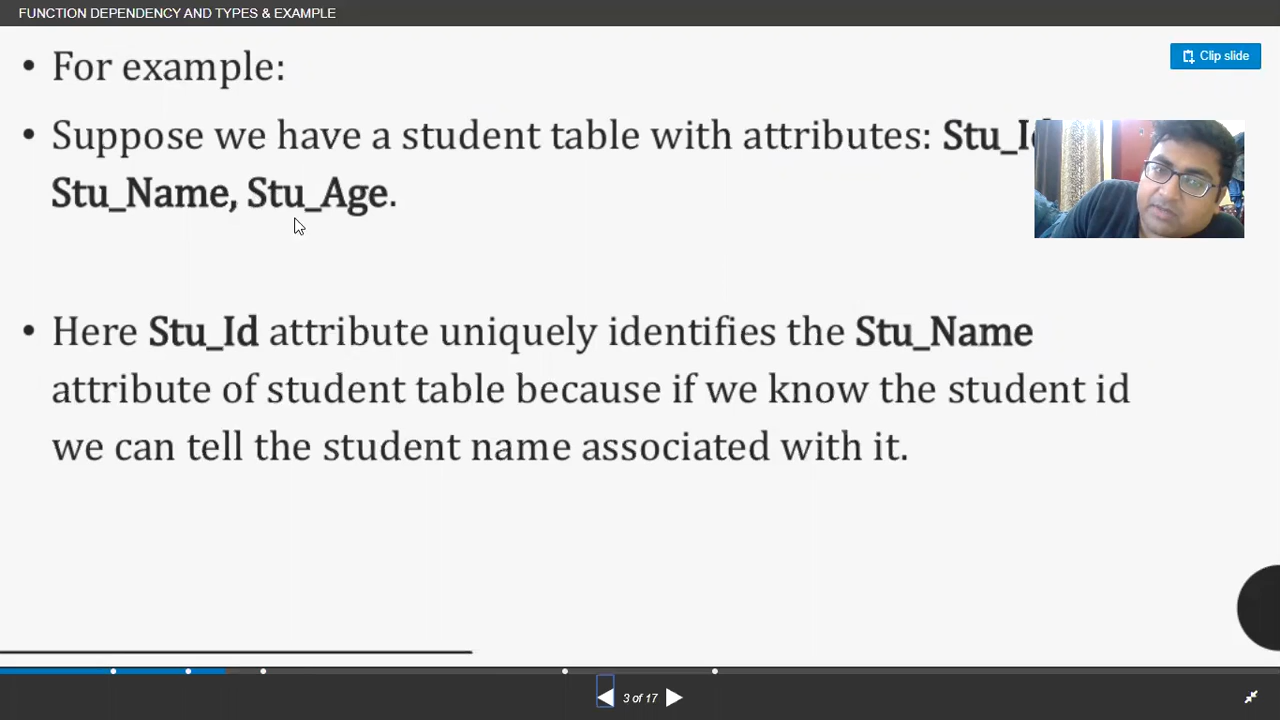 FUNCTION DEPENDENCY AND TYPES & EXAMPLE
Clip slide
• For example:
• Suppose we have a student table with attributes:
Stu_Name, Stu_Age.
• Here Stu_Id attribute uniquely identifies the Stu_Name
attribute of student table because if we know the student id
we can tell the student name associated with it.
3 of 17